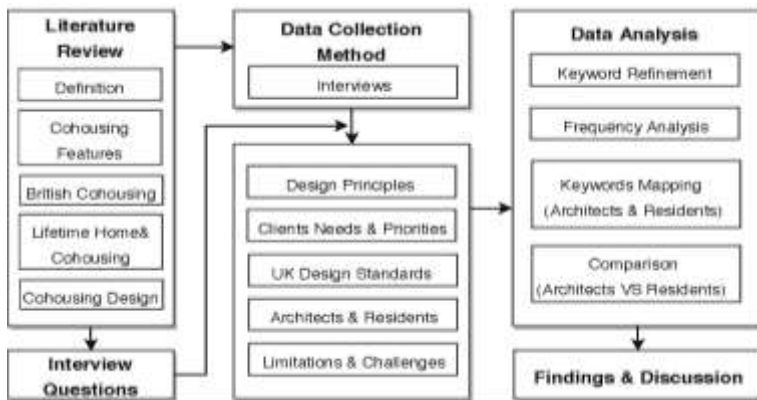 Literature
Review
Definition
Cohousing
Features
British Cohousing
Lifetime Home&
Cohousing
Cohousing Design
Interview
Questions
Data Collection
Method
Interviews
Design Principles
Clients Needs & Priorities
UK Design Standards
Architects & Residents
Limitations & Challenges
Data Analysis
Keyword Refinement
Frequency Analysis
Keywords Mapping
(Architects & Residents)
Comparison
(Architects VS Residents)
Findings & Discussion